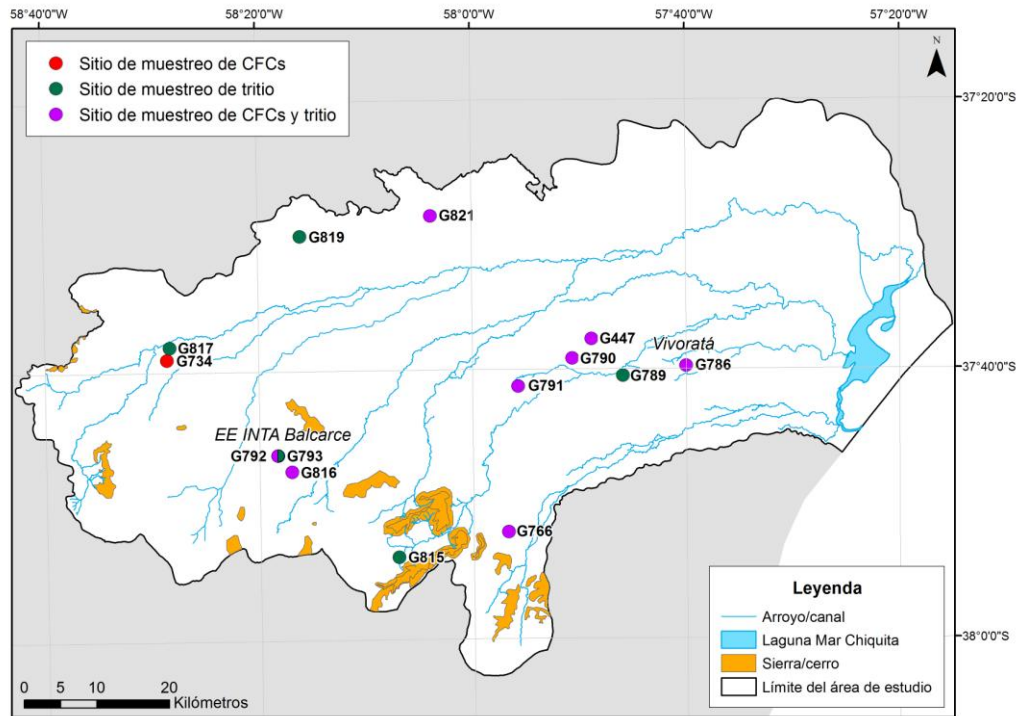 58°40'0"W
58°20'0"W
58°0'0"W
57°40'0"W
57°20'0"W
Sitio de muestreo de CFCs
Sitio de muestreo de tritio
Sitio de muestreo de CFCs y tritio
N
37°20'0"S
G821
G819
G817
G734
G447
G790
Vivoratá
G786
37°40'0"S
G789
G791
EE INTA Balcarce
G792
G793
G816
G766
G815
Leyenda
Arroyo/canal
Laguna Mar Chiquita
Sierra/cerro
Límite del área de estudio
38°0'0"S
0 5 10 20
Kilómetros